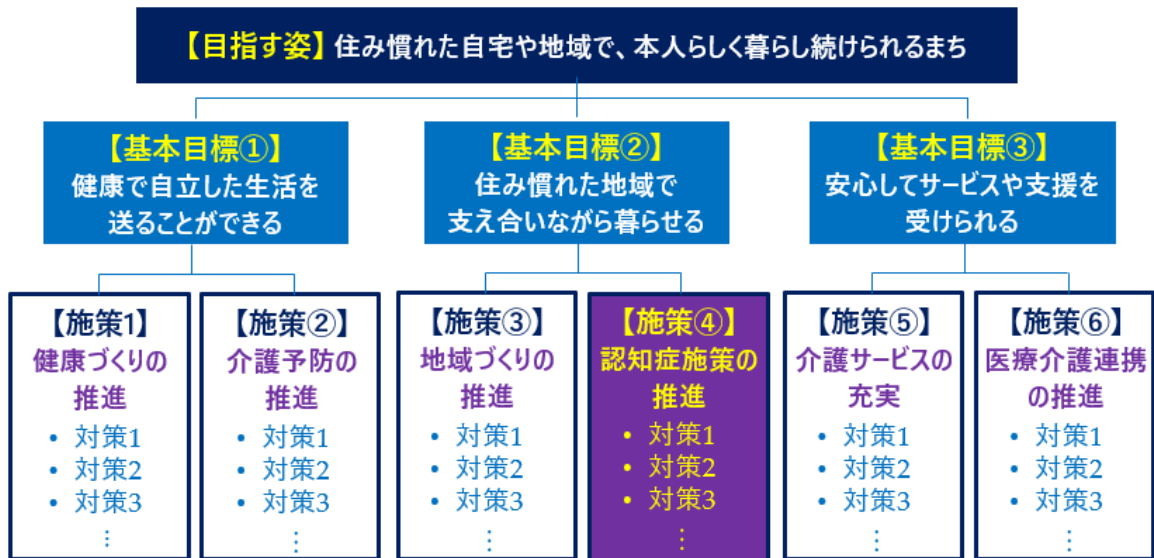 【目指す姿】住み慣れた自宅や地域で、本人らしく暮らし続けられるまち
【基本目標①】
健康で自立した生活を
送ることができる
【基本目標②】
住み慣れた地域で
支え合いながら暮らせる
【基本目標③】
安心してサービスや支援を
受けられる
【施策1】
健康づくりの
推進
• 対策1
• 対策2
• 対策3
⋮
【施策②】
介護予防の
推進
• 対策1
• 対策2
• 対策3
⋮
【施策③】
地域づくりの
推進
• 対策1
• 対策2
• 対策3
⋮
【施策④】
認知症施策の
推進
• 対策1
• 対策2
• 対策3
⋮
【施策⑤】
介護サービスの
充実
• 対策1
• 対策2
• 対策3
⋮
【施策⑥】
医療介護連携
の推進
• 対策1
• 対策2
• 対策3
⋮